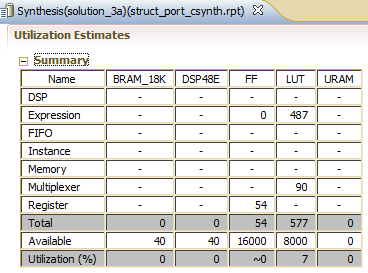 Synthesis(solution_3a)(struct_port_csynth.rpt)
Utilization Estimates
Summary
Name BRAM_18K DSP48E FF LUT URAM
DSP - - - - -
Expression - - 0 487 -
FIFO - - - - -
Instance - - - - -
Memory - - - - -
Multiplexer - - - 90 -
Register - - 54 - -
Total 0 0 54 577 0
Available 40 40 16000 8000 0
Utilization (%) 0 0 ~0 7 0